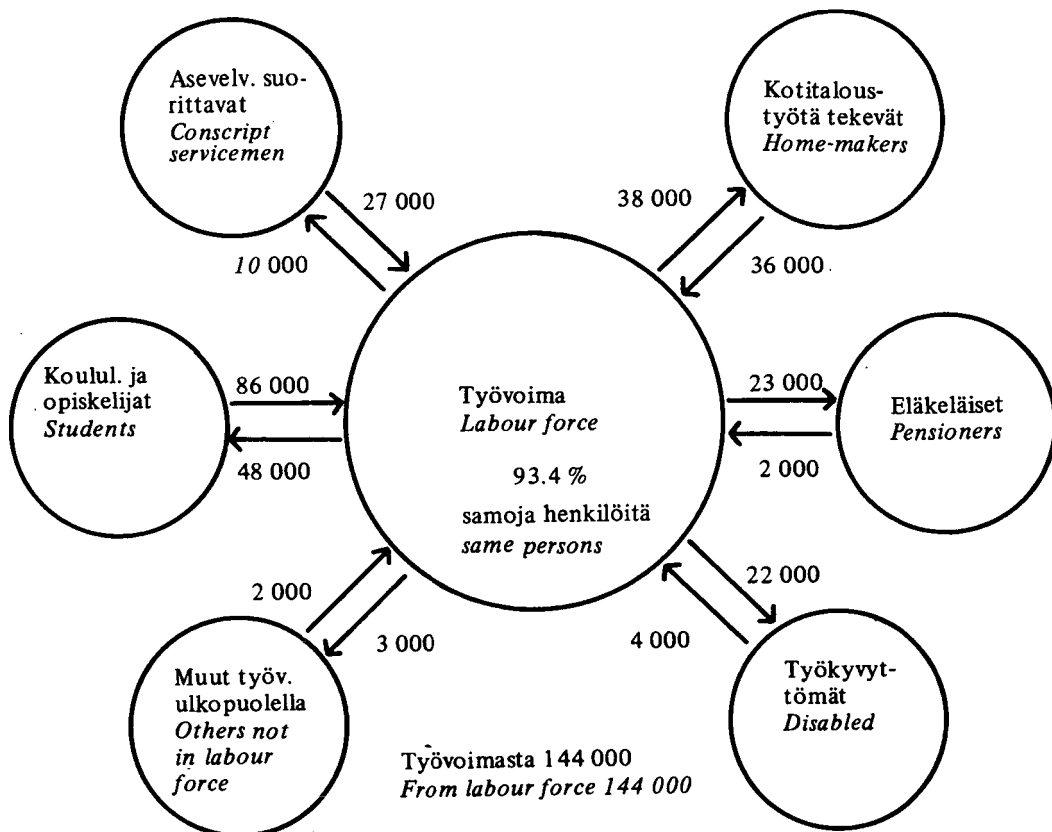 Asevelv. suo-
rittavat
Conscript
servicemen
Kotitalous-
työtä tekevät
Home-makers
27 000
10 000
38 000
36 000
Koulul. ja
opiskelijat
Students
86 000
48 000
Työvoima
Labour force
93.4 %
samoja henkilöitä
same persons
23 000
2 000
Eläkeläiset
Pensioners
2 000
3 000
22 000
4 000
Muut työv.
ulkopuolella
Others not
in labour
force
Työkyvyt-
tömät
Disabled
Työvoimasta 144 000
From labour force 144 000